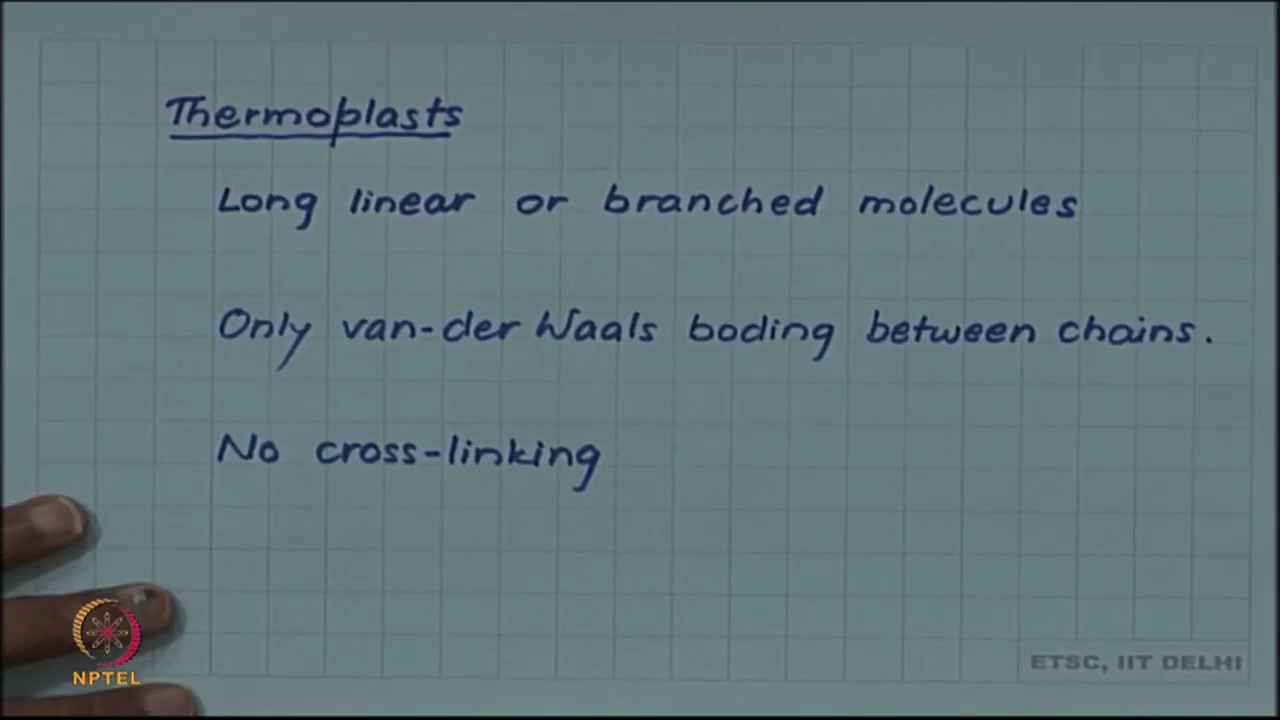 Thermoplasts
Long linear or branched molecules
Only van-der Waals boding between chains.
No cross-linking
NPTEL
ETSC, IIT DELHI